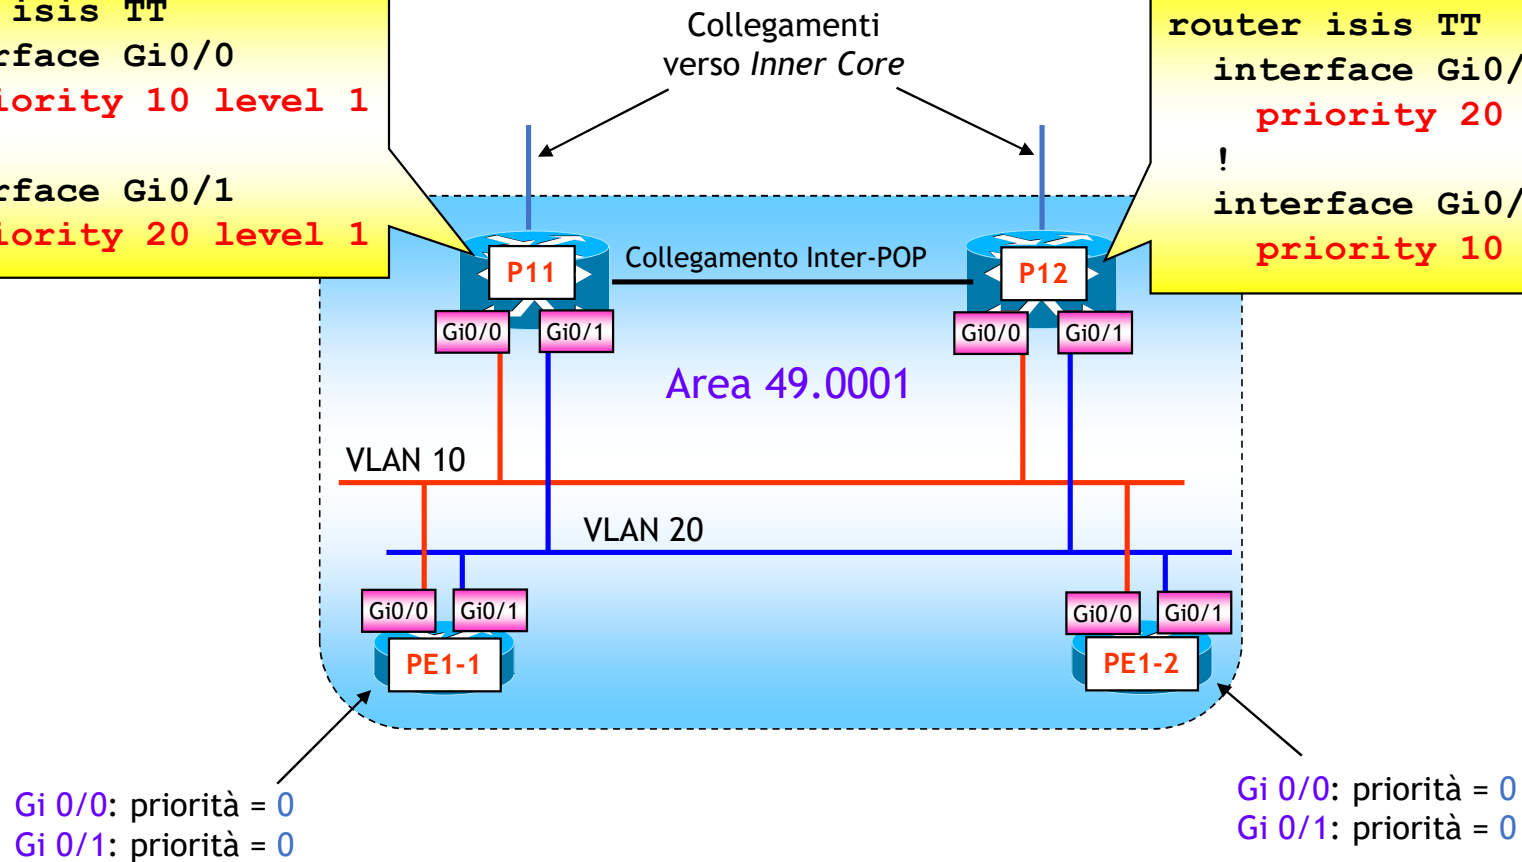 isis TT
rface Gi0/0
iority 10 level 1
rface Gi0/1
iority 20 level 1
Collegamenti
verso Inner Core
router isis TT
interface Gi0/
priority 20
!
interface Gi0/
priority 10
P11
Collegamento Inter-POP
P12
Gi0/0
Gi0/1
Gi0/0
Gi0/1
Area 49.0001
VLAN 10
VLAN 20
Gi0/0
Gi0/1
Gi0/0
Gi0/1
PE1-1
PE1-2
Gi 0/0: priorità = 0
Gi 0/1: priorità = 0
Gi 0/0: priorità = 0
Gi 0/1: priorità = 0